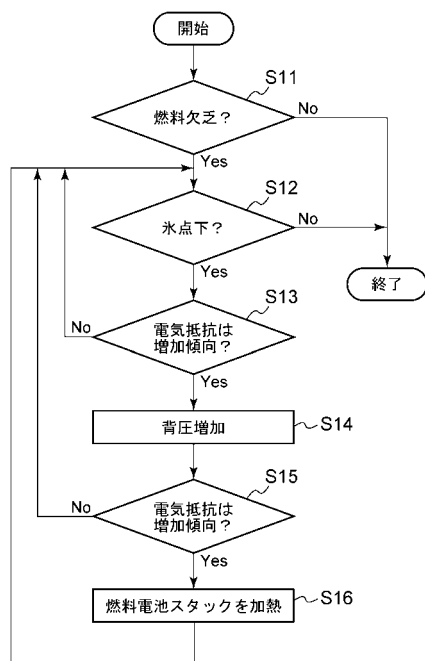 開始
S11
燃料欠乏？
No
Yes
S12
氷点下？
No
Yes
終了
S13
電気抵抗は
増加傾向？
No
Yes
背圧増加
S14
S15
電気抵抗は
増加傾向？
No
Yes
燃料電池スタックを加熱
S16